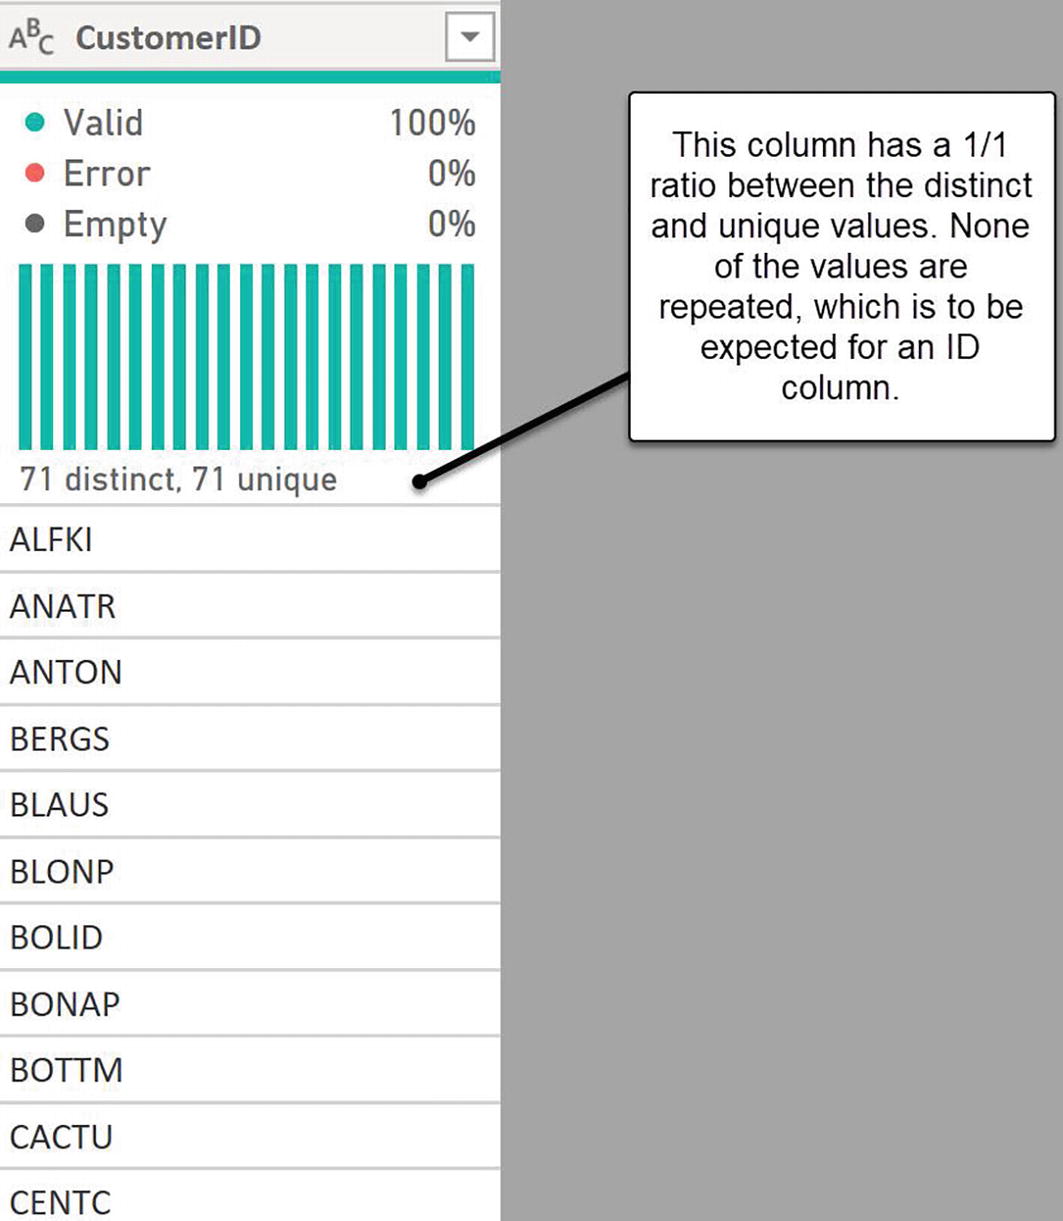 ABC CustomerID
Valid 100%
Error 0%
Empty 0%
71 distinct, 71 unique
ALFKI
ANATR
ANTON
BERGS
BLAUS
BLONP
BOLID
BONAP
BOTTM
CACTU
CENTC
This column has a 1/1
ratio between the distinct
and unique values. None
of the values are
repeated, which is to be
expected for an ID
column.